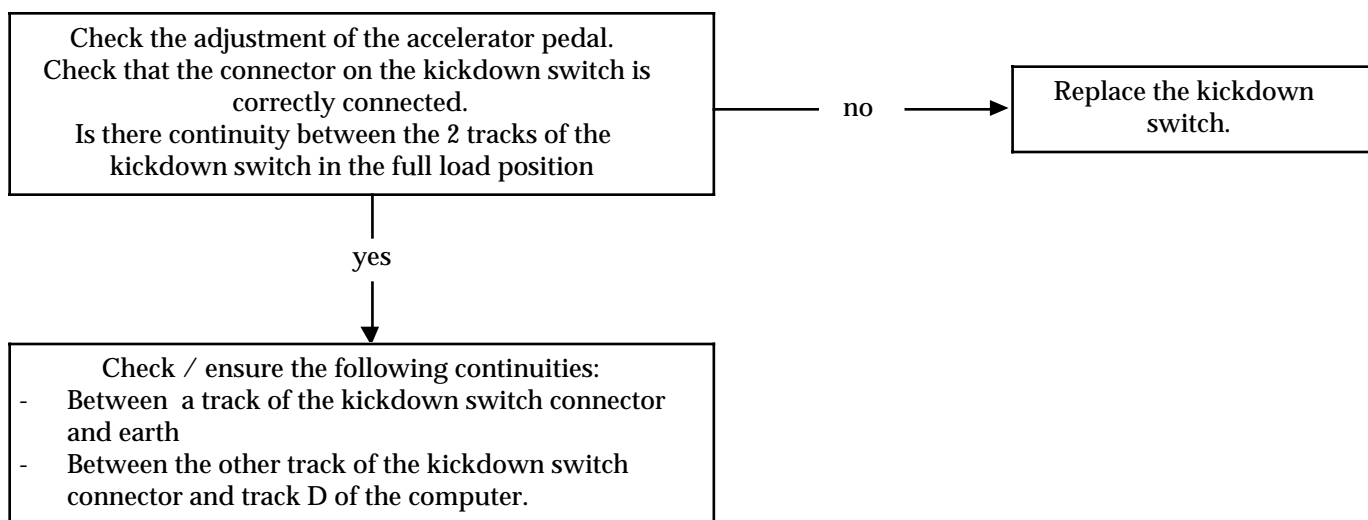 Check the adjustment of the accelerator pedal.
Check that the connector on the kickdown switch is
correctly connected.
Is there continuity between the 2 tracks of the
kickdown switch in the full load position
no
Replace the kickdown
switch.
yes
Check / ensure the following continuities:
- Between a track of the kickdown switch connector
and earth
- Between the other track of the kickdown switch
connector and track D of the computer.